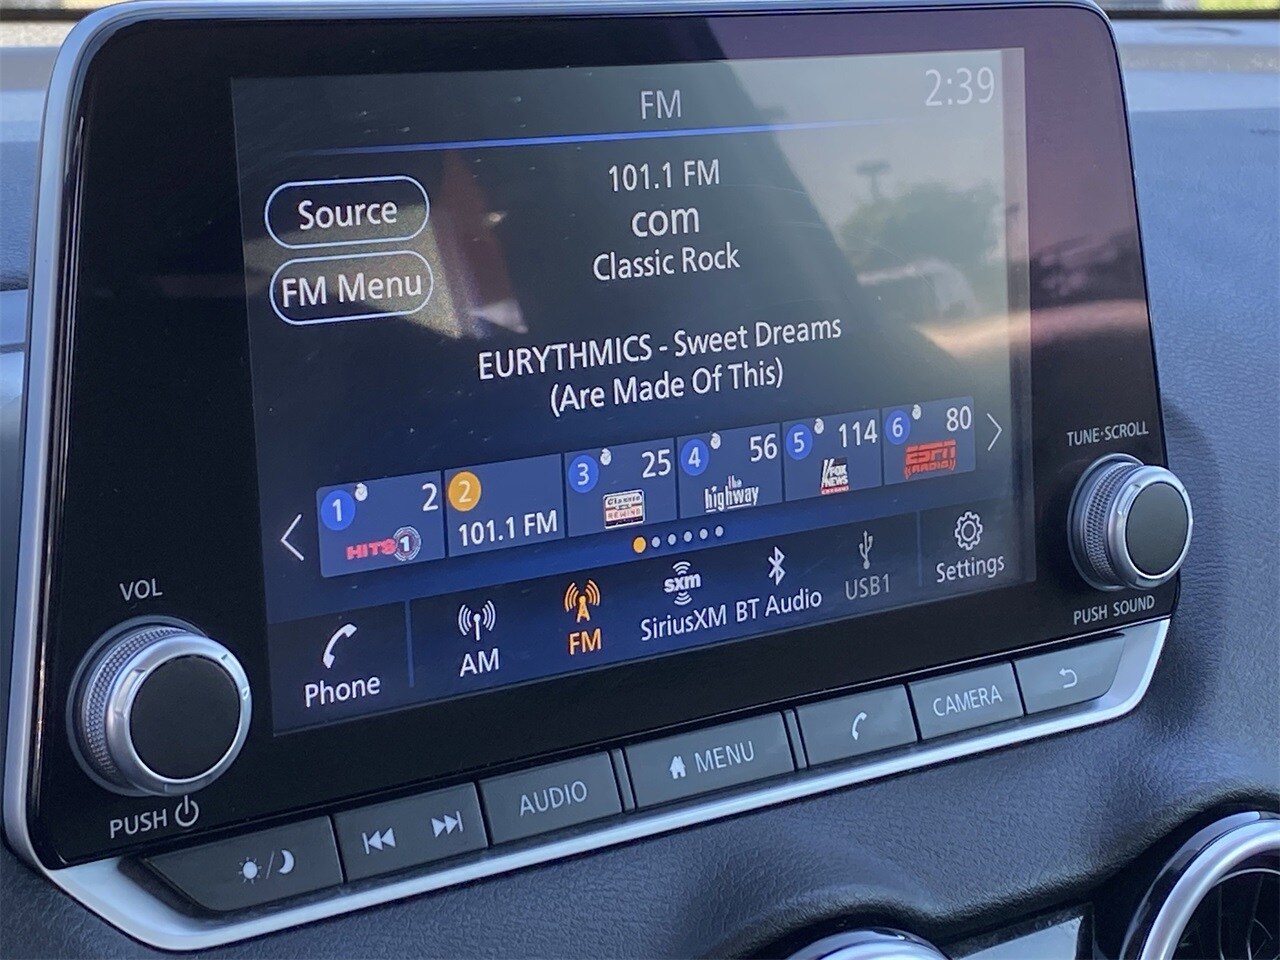 FM
2:39
Source
FM Menu
101.1 FM
com
Classic Rock
EURYTHMICS - Sweet Dreams
(Are Made Of This)
1 2 HITS 1
2 101.1 FM
3 25 Classic REWIND
4 56 the highway
5 114 FOX NEWS CHANNEL
6 80 ESPN RADIO
Phone
AM
FM
sxm
SiriusXM
BT Audio
USB1
Settings
VOL
PUSH
TUNE·SCROLL
PUSH SOUND
AUDIO
MENU
CAMERA